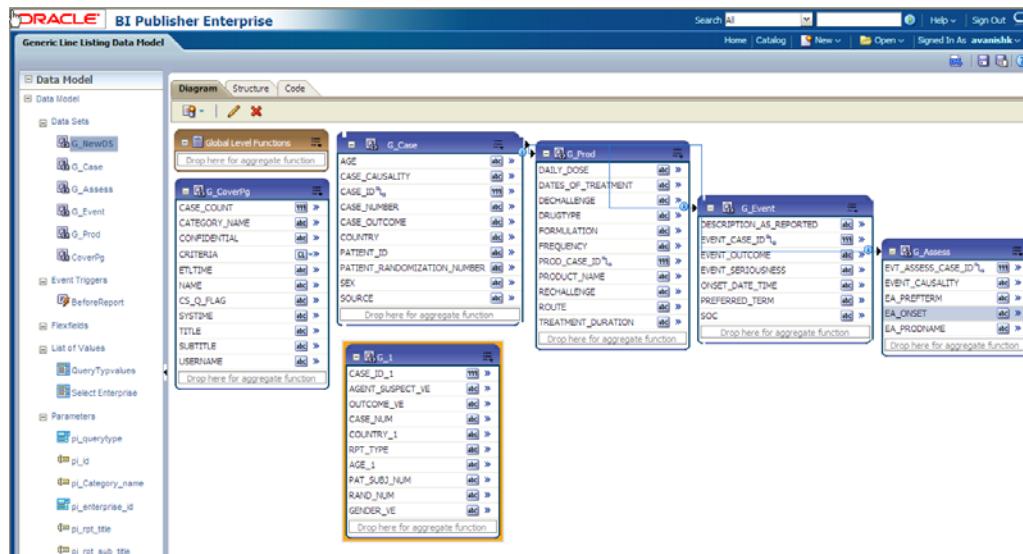 ORACLE BI Publisher Enterprise
Search All
Help Sign Out
Generic Line Listing Data Model
Home Catalog New Open Signed In As avanishk
Data Model
Data Model
Data Sets
G_NewDS
G_Case
G_Assess
G_Event
G_Prod
CoverPg
Event Triggers
BeforeReport
Flexfields
List of Values
QueryTypvalues
Select Enterprise
Parameters
pi_querytype
pi_id
pi_Category_name
pi_enterprise_id
pi_rpt_title
pi_rpt_sub_title
Diagram Structure Code
Global Level Functions
Drop here for aggregate function
G_CoverPg
CASE_COUNT
CATEGORY_NAME
CONFIDENTIAL
CRITERIA
ETLTIME
NAME
CS_Q_FLAG
SYSTIME
TITLE
SUBTITLE
USERNAME
Drop here for aggregate function
G_Case
AGE
CASE_CAUSALITY
CASE_ID
CASE_NUMBER
CASE_OUTCOME
COUNTRY
PATIENT_ID
PATIENT_RANDOMIZATION_NUMBER
SEX
SOURCE
Drop here for aggregate function
G_1
CASE_ID_1
AGENT_SUSPECT_VE
OUTCOME_VE
CASE_NUM
COUNTRY_1
RPT_TYPE
AGE_1
PAT_SUBJ_NUM
RAND_NUM
GENDER_VE
Drop here for aggregate function
G_Prod
DAILY_DOSE
DATES_OF_TREATMENT
DECHALLENGE
DRUGTYPE
FORMULATION
FREQUENCY
PROD_CASE_ID
PRODUCT_NAME
RECHALLENGE
ROUTE
TREATMENT_DURATION
Drop here for aggregate function
G_Event
DESCRIPTION_AS_REPORTED
EVENT_CASE_ID
EVENT_OUTCOME
EVENT_SERIOUSNESS
ONSET_DATE_TIME
PREFERRED_TERM
SOC
Drop here for aggregate function
G_Assess
EVT_ASSESS_CASE_ID
EVENT_CAUSALITY
EA_PREFTERM
EA_ONSET
EA_PRODNAME
Drop here for aggregate function